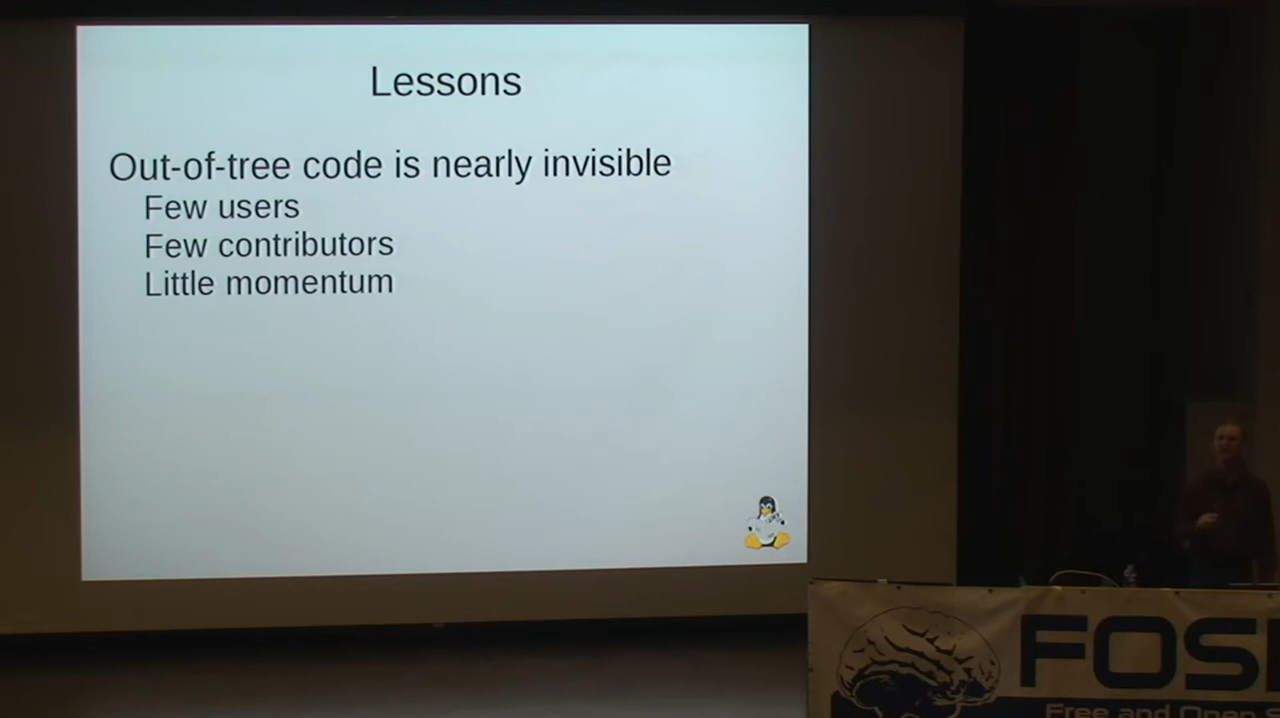 Lessons
Out-of-tree code is nearly invisible
Few users
Few contributors
Little momentum
FOS
Free and Open